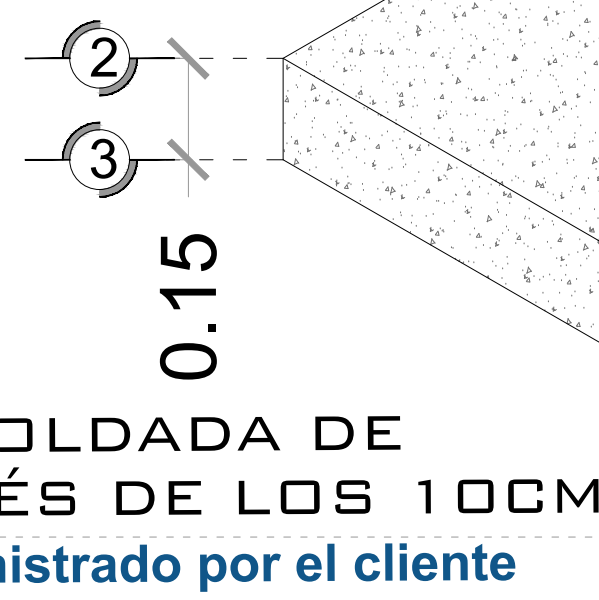 2
3
0.15
OLDADA DE
ÉS DE LOS 10CM
nistrado por el cliente